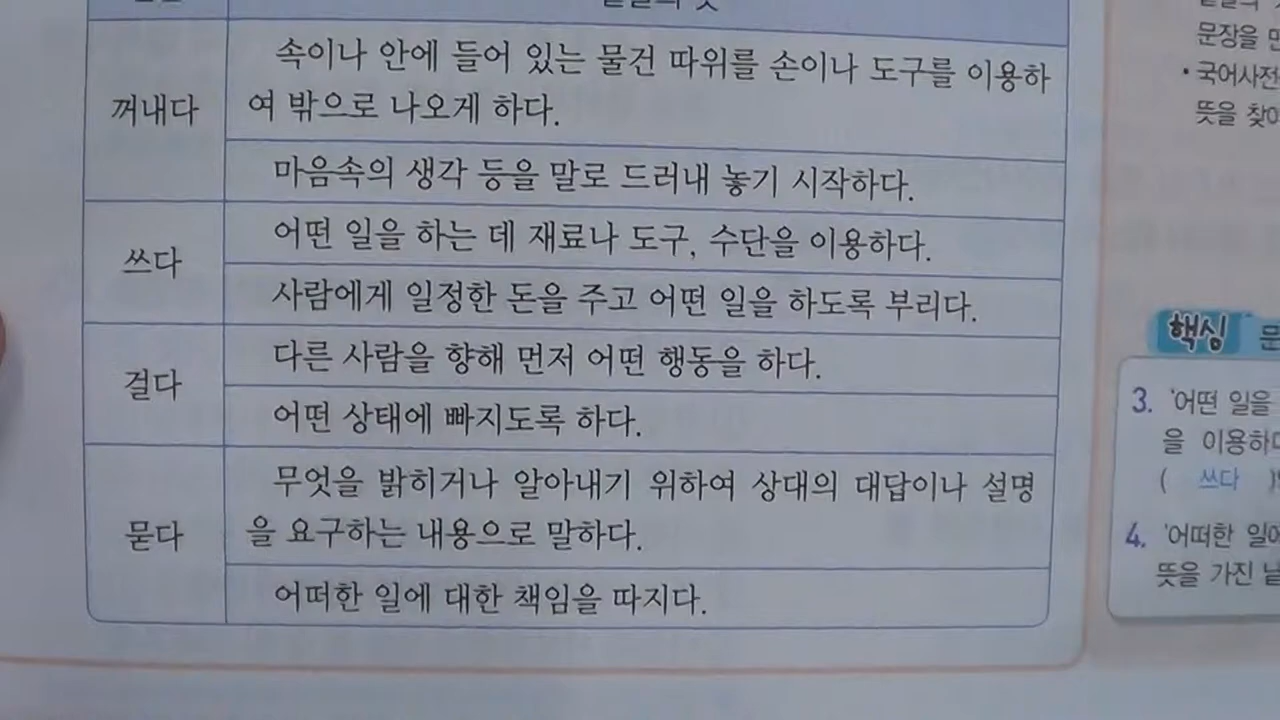 꺼내다
속이나 안에 들어 있는 물건 따위를 손이나 도구를 이용하
여 밖으로 나오게 하다.
마음속의 생각 등을 말로 드러내 놓기 시작하다.
쓰다
어떤 일을 하는 데 재료나 도구, 수단을 이용하다.
사람에게 일정한 돈을 주고 어떤 일을 하도록 부리다.
걸다
다른 사람을 향해 먼저 어떤 행동을 하다.
어떤 상태에 빠지도록 하다.
묻다
무엇을 밝히거나 알아내기 위하여 상대의 대답이나 설명
을 요구하는 내용으로 말하다.
어떠한 일에 대한 책임을 따지다.
문장을
• 국어사전
뜻을
핵심
3. '어떤 일을
을 이용하
( 쓰다 )
4. '어떠한 일에
뜻을 가진